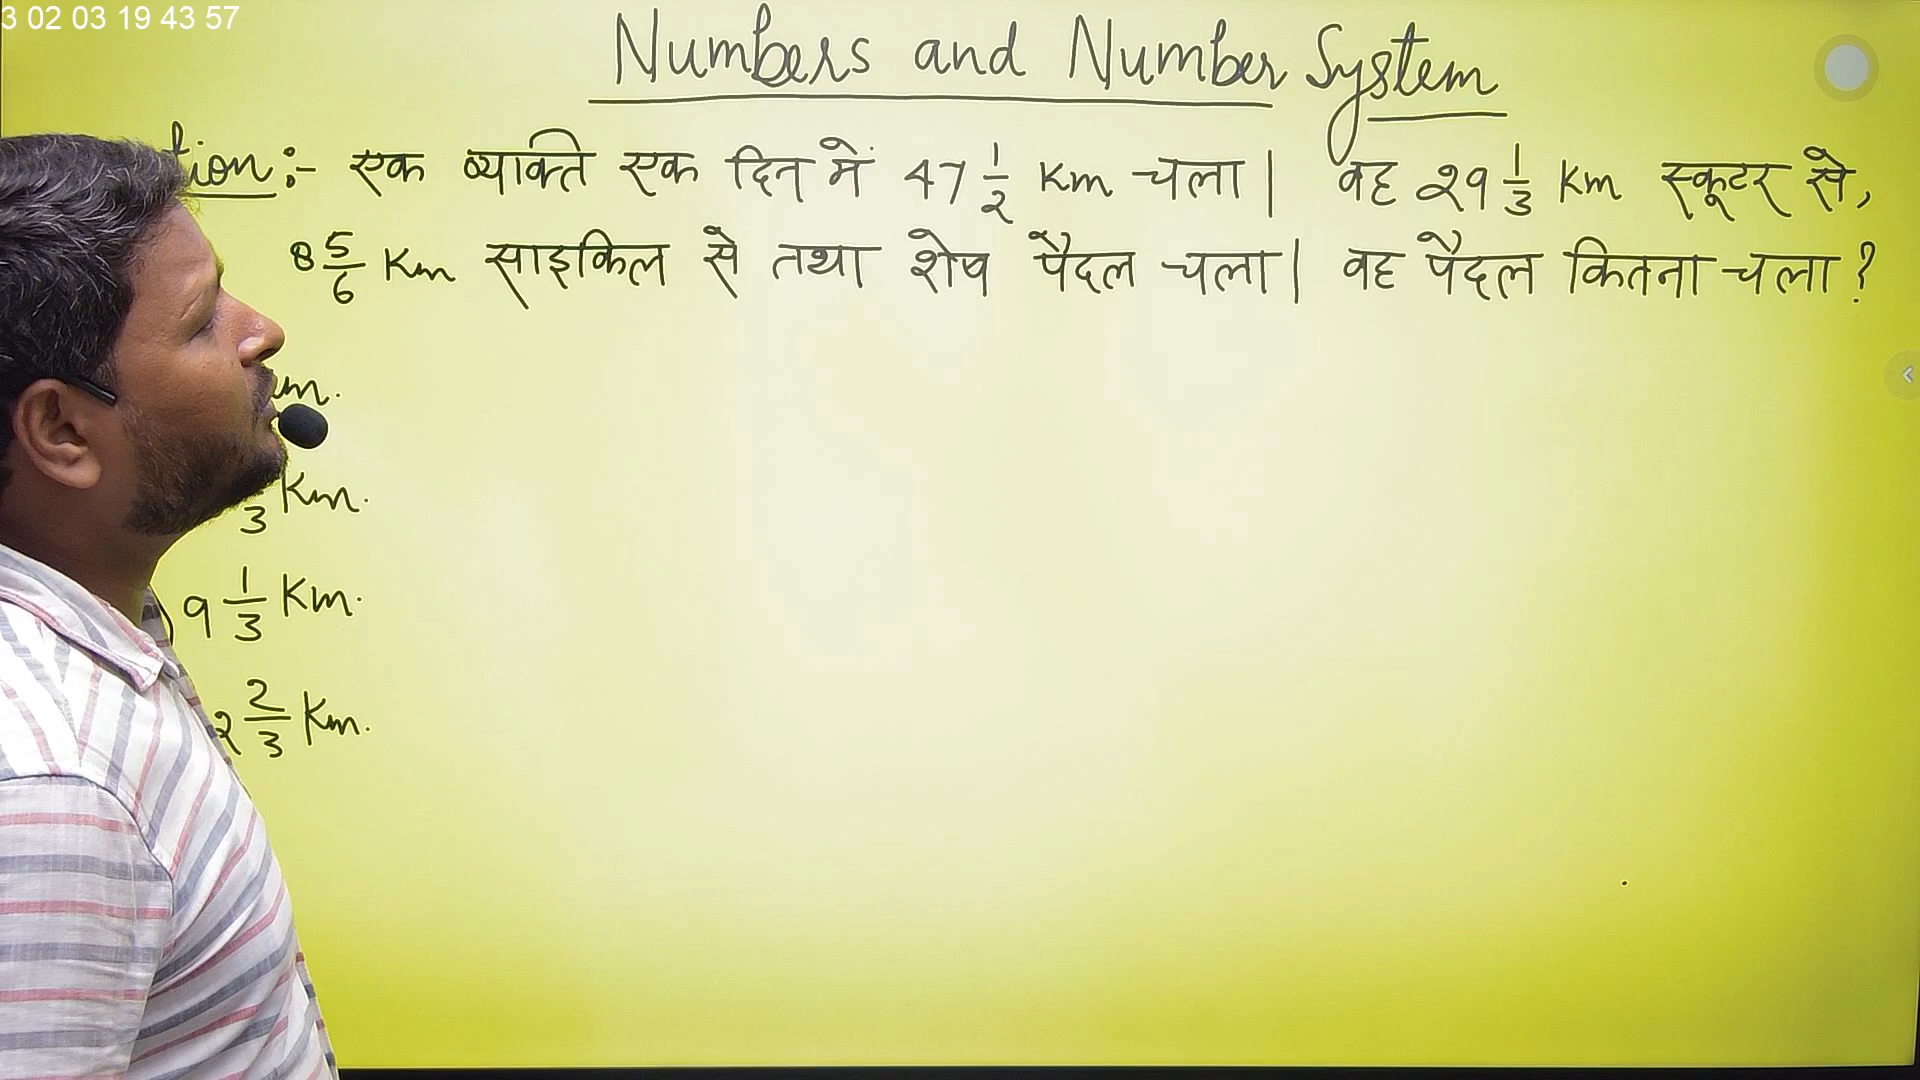 3 02 03 19 43 57
Numbers and Number System
tion:- एक व्यक्ति एक दिन में 47 1/2 Km चला| वह 29 1/3 Km स्कूटर से,
8 5/6 Km साइकिल से तथा शेष पैदल चला| वह पैदल कितना चला?
m.
3 Km.
) 9 1/3 Km.
2 2/3 Km.